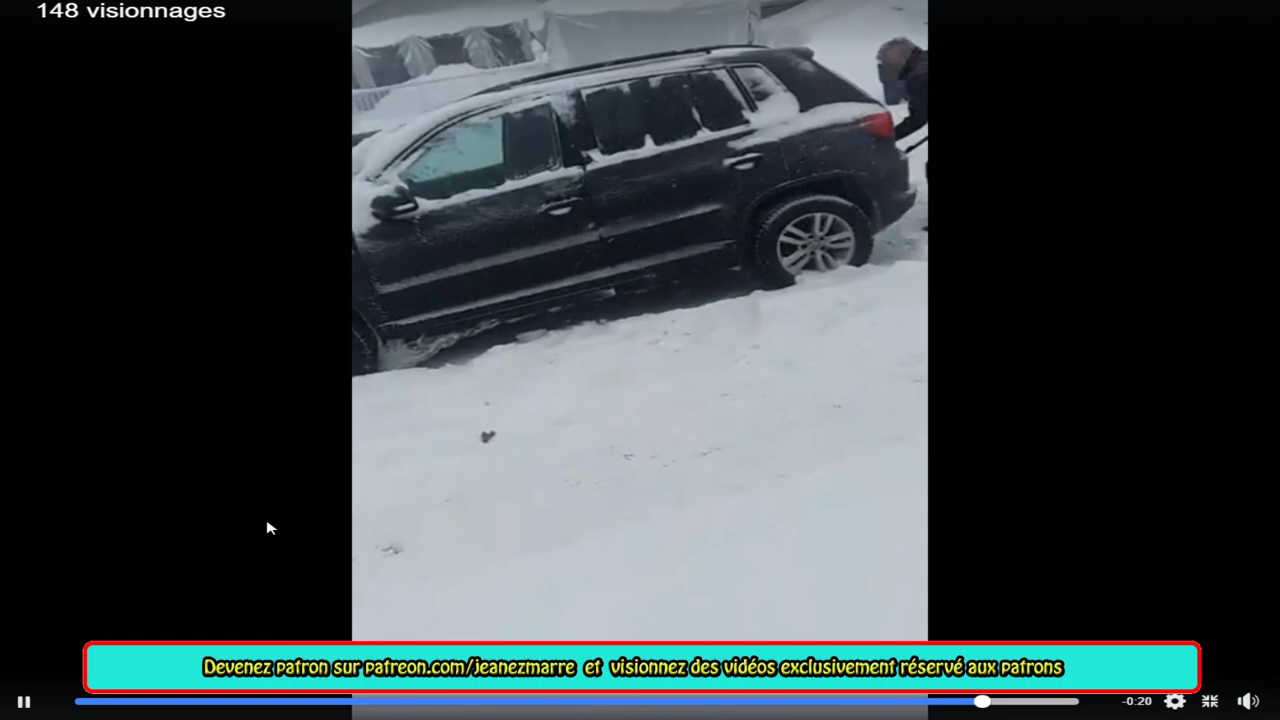 148 visionnages
Devenez patron sur patreon.com/jeanezmarre et visionnez des vidéos exclusivement réservé aux patrons
-0:20